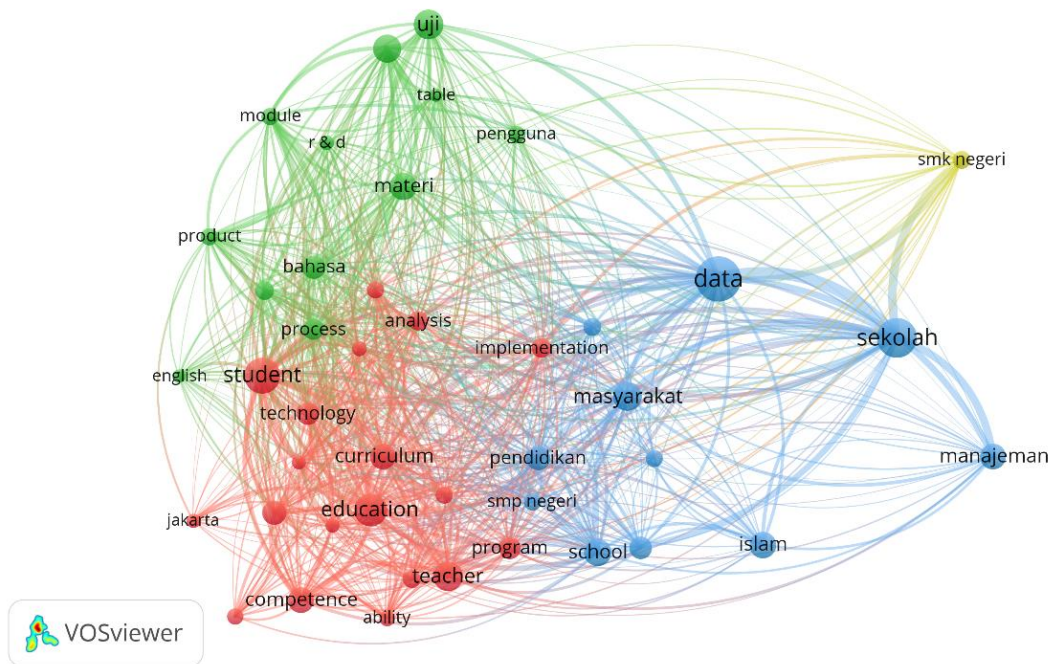 uji
table
module
pengguna
r & d
smk negeri
materi
product
bahasa
data
process
analysis
sekolah
implementation
english
student
masyarakat
technology
curriculum
pendidikan
manajeman
smp negeri
education
jakarta
program
school
islam
teacher
competence
ability
VOSviewer